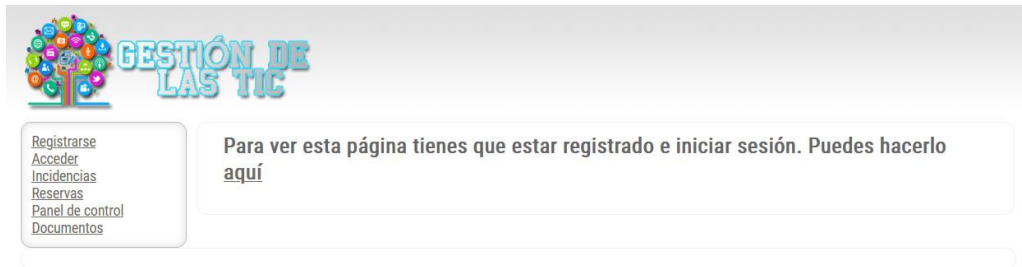 GESTIÓN DE
LAS TIC
Registrarse
Acceder
Incidencias
Reservas
Panel de control
Documentos
Para ver esta página tienes que estar registrado e iniciar sesión. Puedes hacerlo
aquí